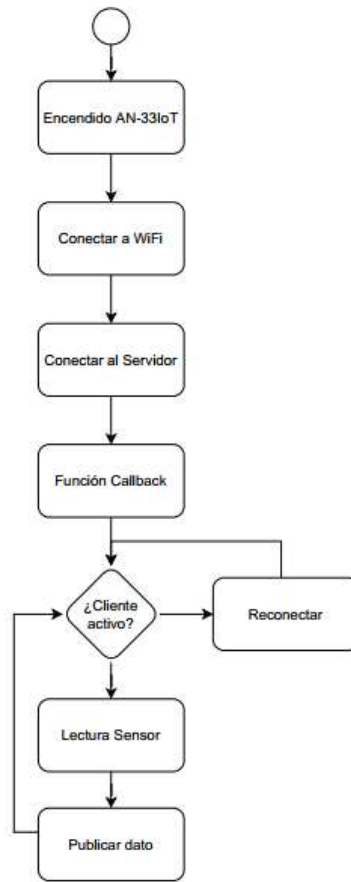 Encendido AN-33IoT
Conectar a WiFi
Conectar al Servidor
Función Callback
¿Cliente
activo?
Reconectar
Lectura Sensor
Publicar dato